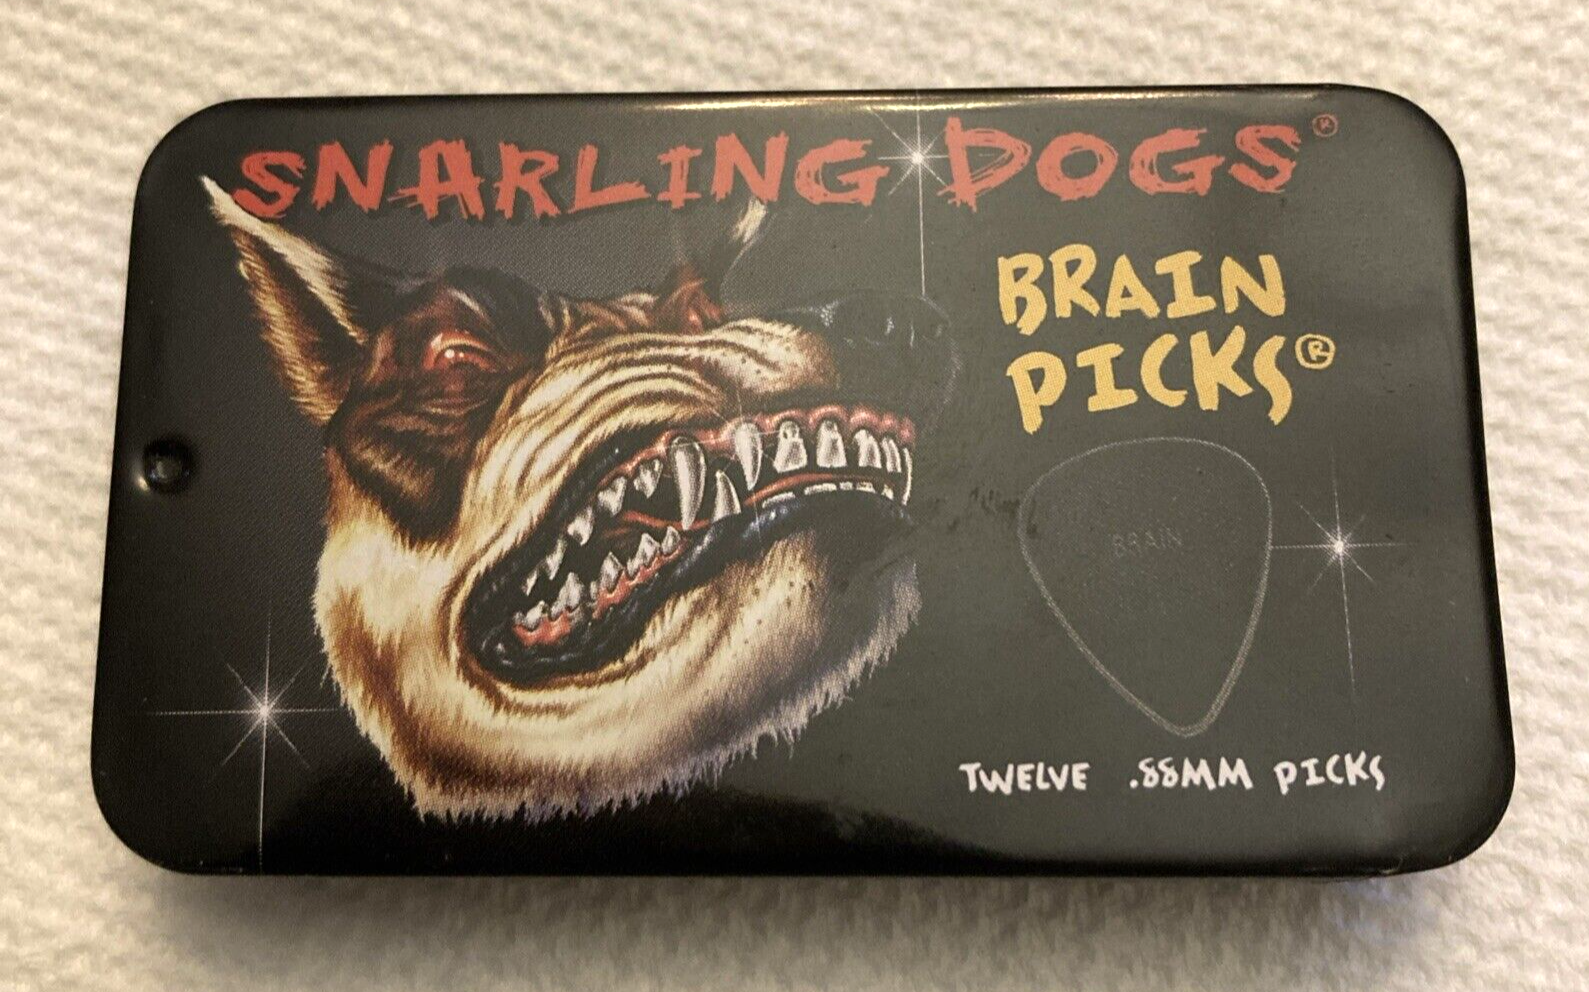 SNARLING DOGS®
BRAIN
PICKS®
BRAIN
TWELVE .88MM PICKS